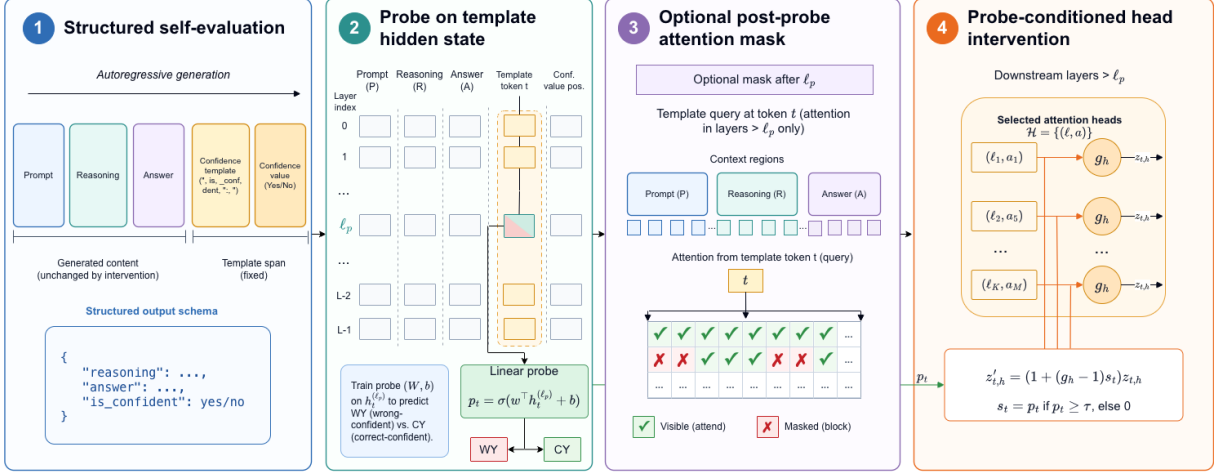 1 Structured self-evaluation
Autoregressive generation
Prompt
Reasoning
Answer
Confidence
template
(", is, _conf,
dent, ":, ")
Confidence
value
(Yes/No)
Generated content
(unchanged by intervention)
Template span
(fixed)
Structured output schema
{
"reasoning": ...,
"answer": ...,
"is_confident": yes/no
}
2 Probe on template
hidden state
Prompt
(P)
Reasoning
(R)
Answer
(A)
Template
token t
Conf.
value pos.
Layer
index
0
1
...
ℓp
...
L-2
L-1
Train probe (W, b)
on h_t^(ℓp) to predict
WY (wrong-
confident) vs. CY
(correct-confident).
Linear probe
p_t = σ(w^⊤ h_t^(ℓp) + b)
WY
CY
3 Optional post-probe
attention mask
Optional mask after ℓp
Template query at token t (attention
in layers > ℓp only)
Context regions
Prompt (P)
Reasoning (R)
Answer (A)
... ...
Attention from template token t (query)
t
✓ ✓ ✓ ✓ ✓ ✓ ✓ ✓ ...
✗ ✗ ✓ ✓ ✓ ✗ ✗ ✓ ...
... ... ... ... ... ... ... ... ...
✓ Visible (attend)
✗ Masked (block)
4 Probe-conditioned head
intervention
Downstream layers > ℓp
Selected attention heads
H = {(ℓ, a)}
(ℓ1, a1) g_h z_t,h
(ℓ2, a5) g_h z_t,h
... ...
(ℓK, aM) g_h z_t,h
p_t
z′_t,h = (1 + (g_h − 1)s_t)z_t,h
s_t = p_t if p_t ≥ τ, else 0